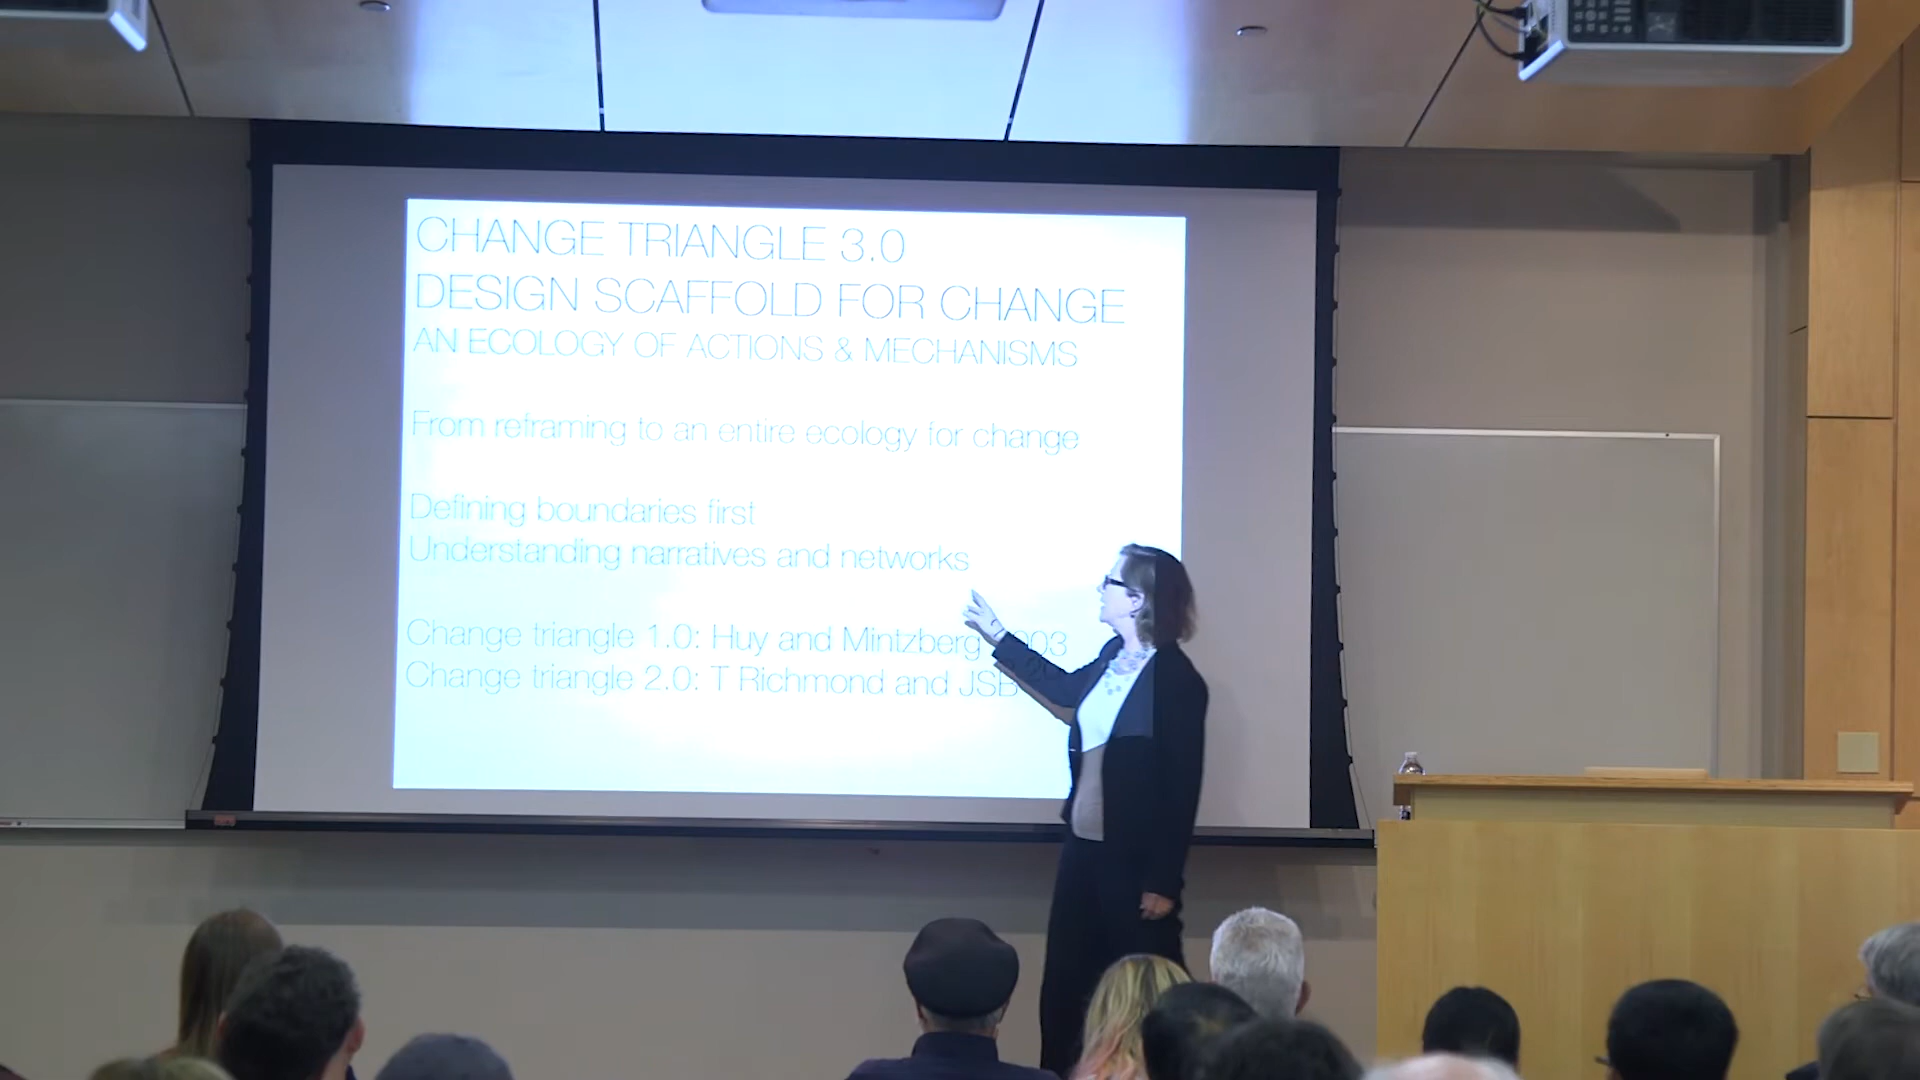 CHANGE TRIANGLE 3.0
DESIGN SCAFFOLD FOR CHANGE
AN ECOLOGY OF ACTIONS & MECHANISMS
From reframing to an entire ecology for change
Defining boundaries first
Understanding narratives and networks
Change triangle 1.0: Huy and Mintzberg
Change triangle 2.0: T Richmond and JSB